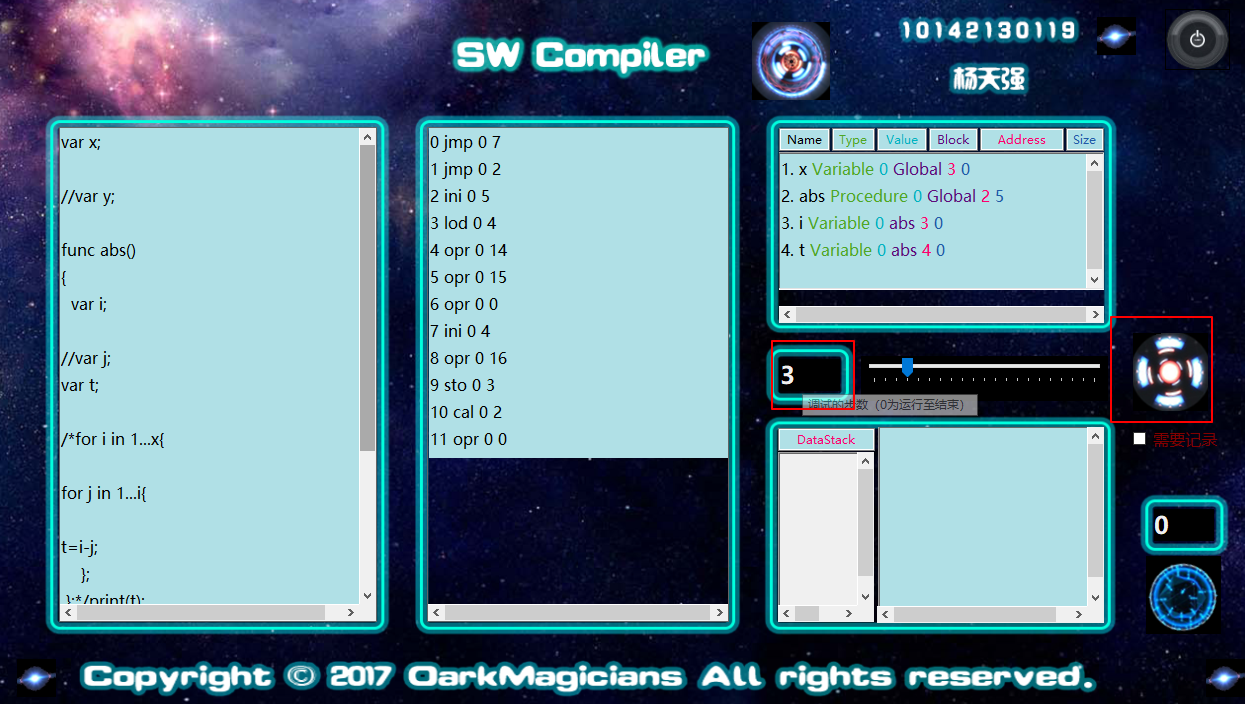 10142130119
SW Compiler
杨天强
var x;
//var y;
func abs()
{
var i;
//var j;
var t;
/*for i in 1...x{
for j in 1...i{
t=i-j;
};
};*/print(t);
0 jmp 0 7
1 jmp 0 2
2 ini 0 5
3 lod 0 4
4 opr 0 14
5 opr 0 15
6 opr 0 0
7 ini 0 4
8 opr 0 16
9 sto 0 3
10 cal 0 2
11 opr 0 0
Name Type Value Block Address Size
1. x Variable 0 Global 3 0
2. abs Procedure 0 Global 2 5
3. i Variable 0 abs 3 0
4. t Variable 0 abs 4 0
3
调试的步数（0为运行至结束）
DataStack
需要记录
0
Copyright © 2017 OarkMagicians All rights reserved.